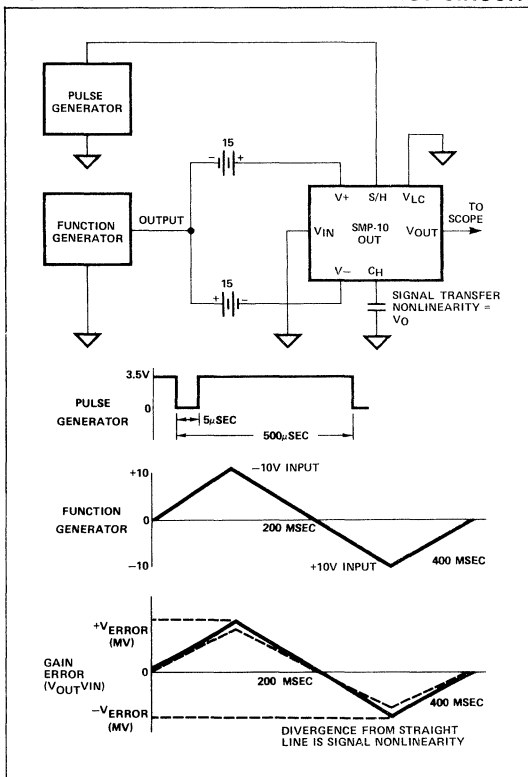 PULSE
GENERATOR
FUNCTION
GENERATOR
OUTPUT
15
- +
15
+ -
V+ S/H VLC
VIN SMP-10 VOUT
OUT
V- CH
TO
SCOPE
SIGNAL TRANSFER
NONLINEARITY =
VO
3.5V
PULSE
GENERATOR
0
5µSEC
500µSEC
+10
-10V INPUT
FUNCTION
GENERATOR
0
200 MSEC
400 MSEC
-10
+10V INPUT
+VERROR
(MV)
GAIN
ERROR
(VOUTVIN)
0
200 MSEC
400 MSEC
-VERROR
(MV)
DIVERGENCE FROM STRAIGHT
LINE IS SIGNAL NONLINEARITY